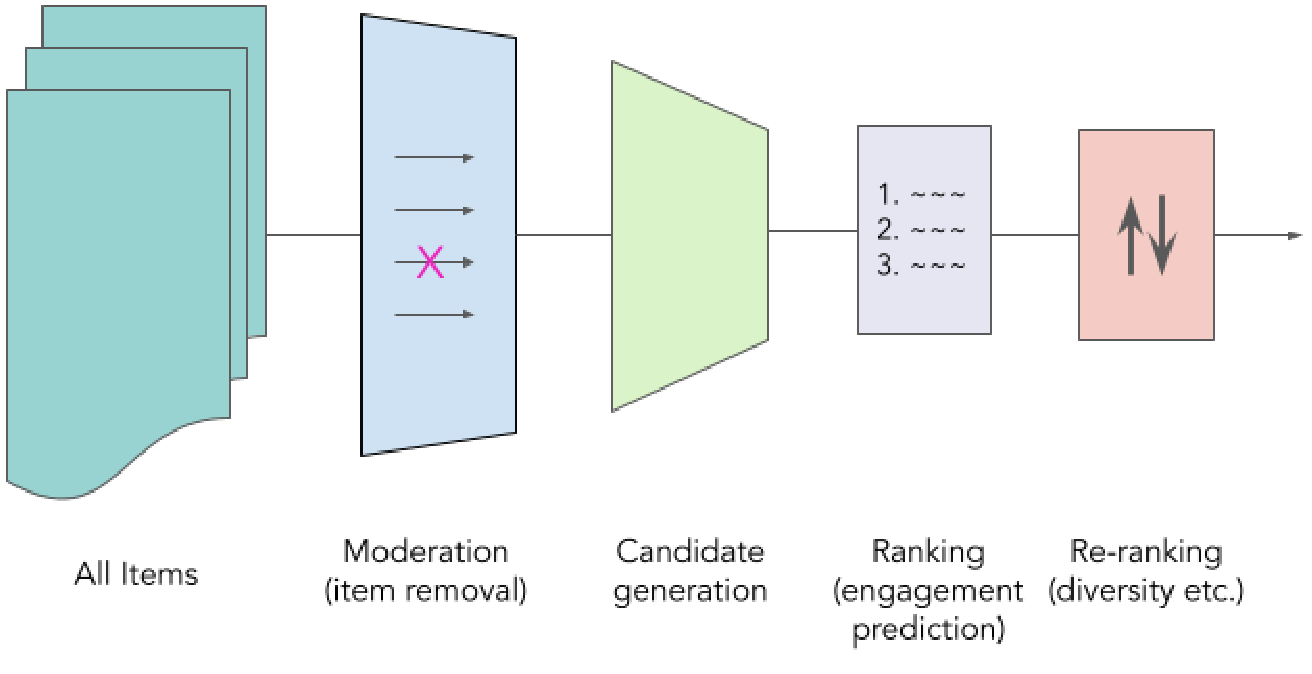 1. ~~~
2. ~~~
3. ~~~
All Items
Moderation
(item removal)
Candidate
generation
Ranking
(engagement
prediction)
Re-ranking
(diversity etc.)